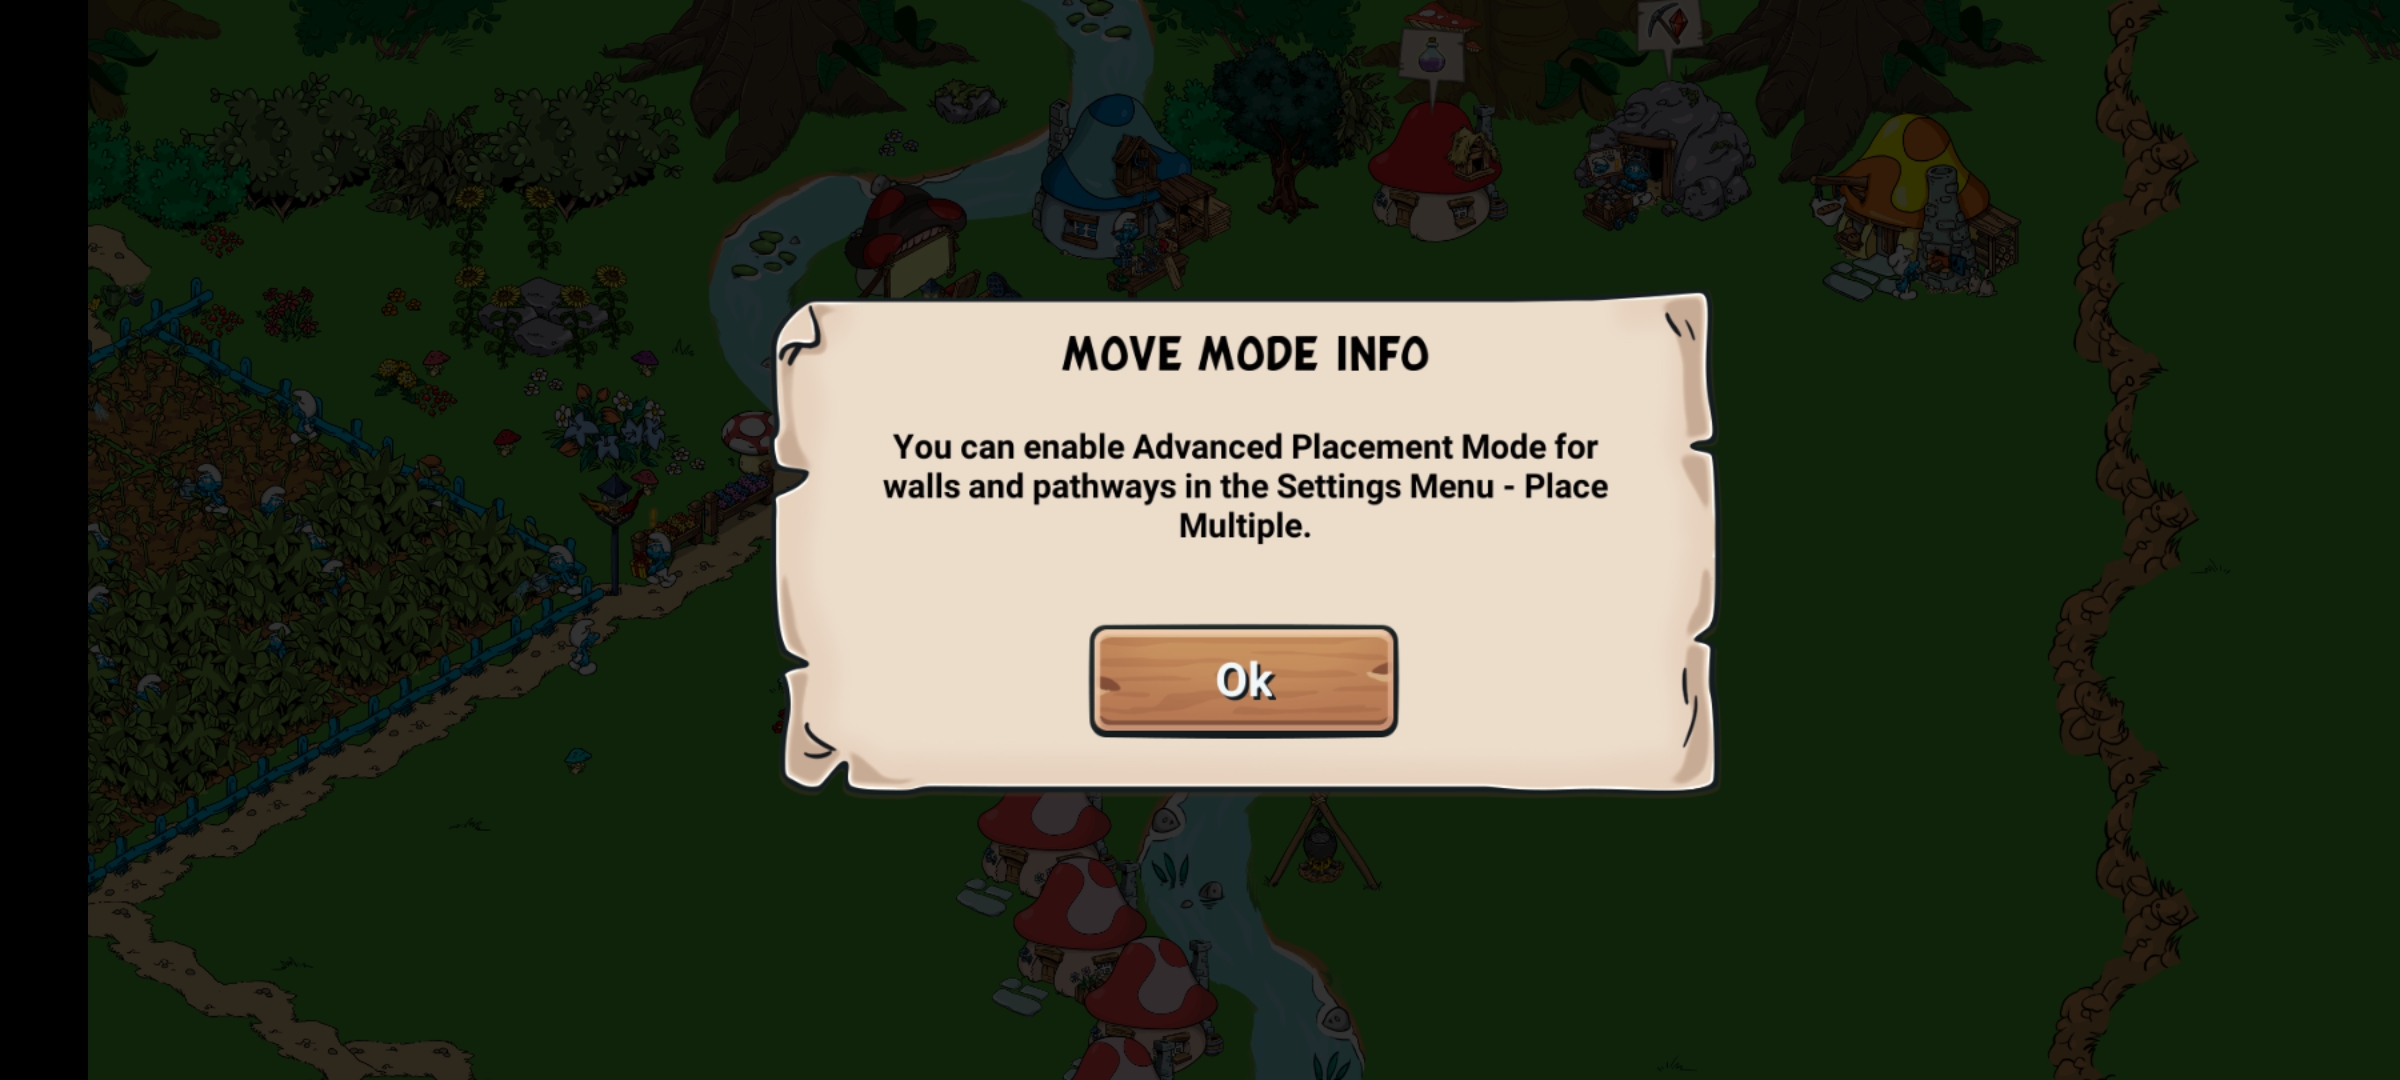 MOVE MODE INFO
You can enable Advanced Placement Mode for
walls and pathways in the Settings Menu - Place
Multiple.
Ok